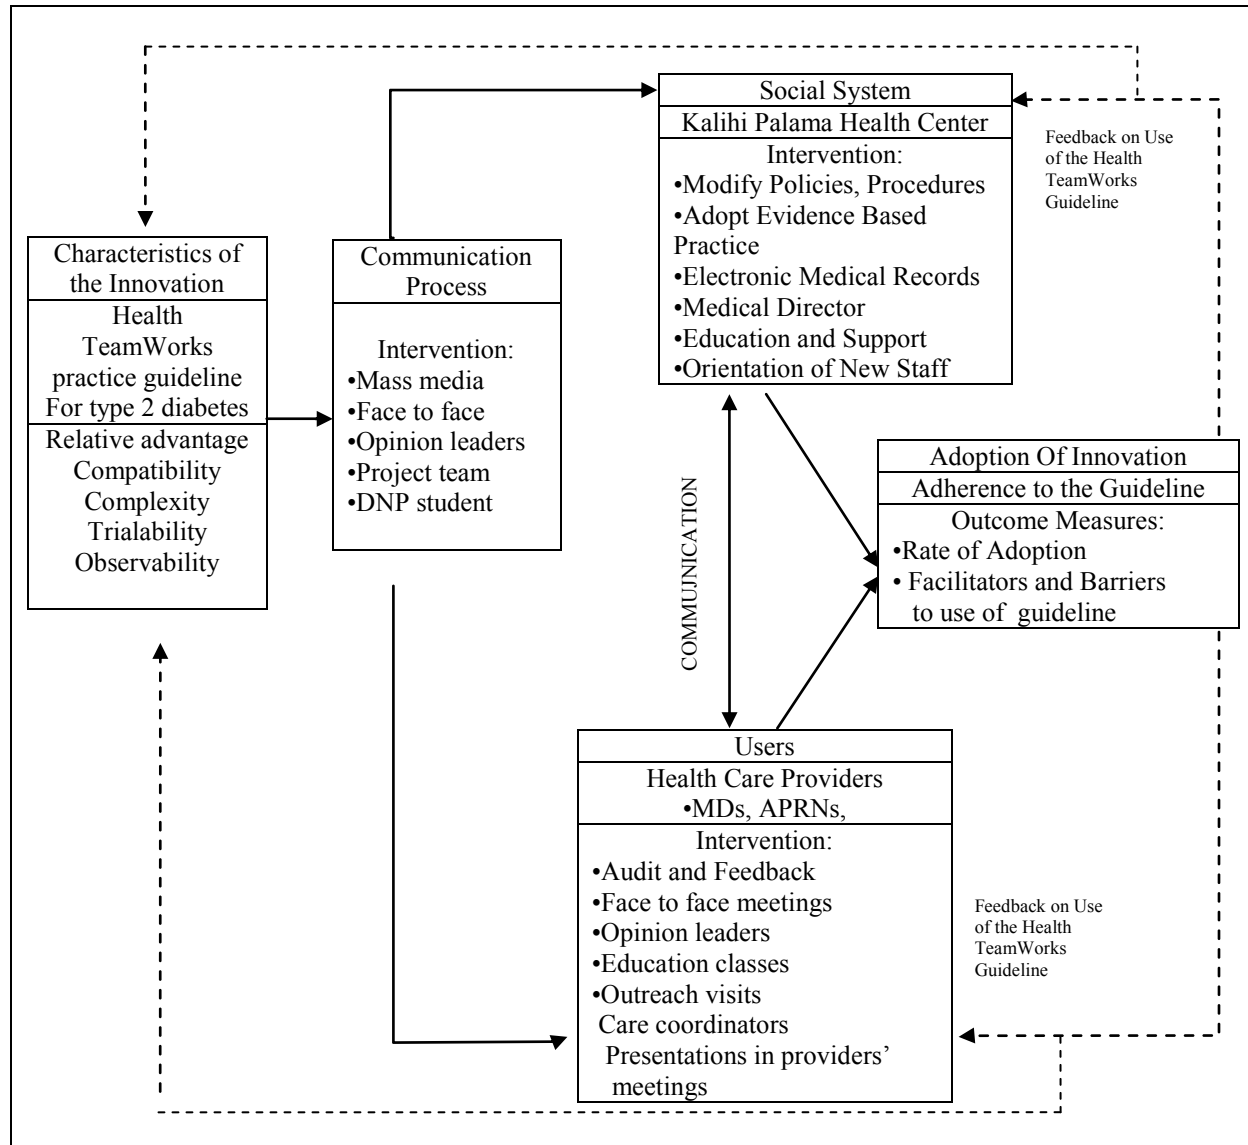 Characteristics of
the Innovation
Health
TeamWorks
practice guideline
For type 2 diabetes
Relative advantage
Compatibility
Complexity
Trialability
Observability
Communication
Process
Intervention:
•Mass media
•Face to face
•Opinion leaders
•Project team
•DNP student
Social System
Kalihi Palama Health Center
Intervention:
•Modify Policies, Procedures
•Adopt Evidence Based
Practice
•Electronic Medical Records
•Medical Director
•Education and Support
•Orientation of New Staff
Feedback on Use
of the Health
TeamWorks
Guideline
COMMUJNICATION
Adoption Of Innovation
Adherence to the Guideline
Outcome Measures:
•Rate of Adoption
• Facilitators and Barriers
to use of guideline
Users
Health Care Providers
•MDs, APRNs,
Intervention:
•Audit and Feedback
•Face to face meetings
•Opinion leaders
•Education classes
•Outreach visits
Care coordinators
Presentations in providers’
meetings
Feedback on Use
of the Health
TeamWorks
Guideline